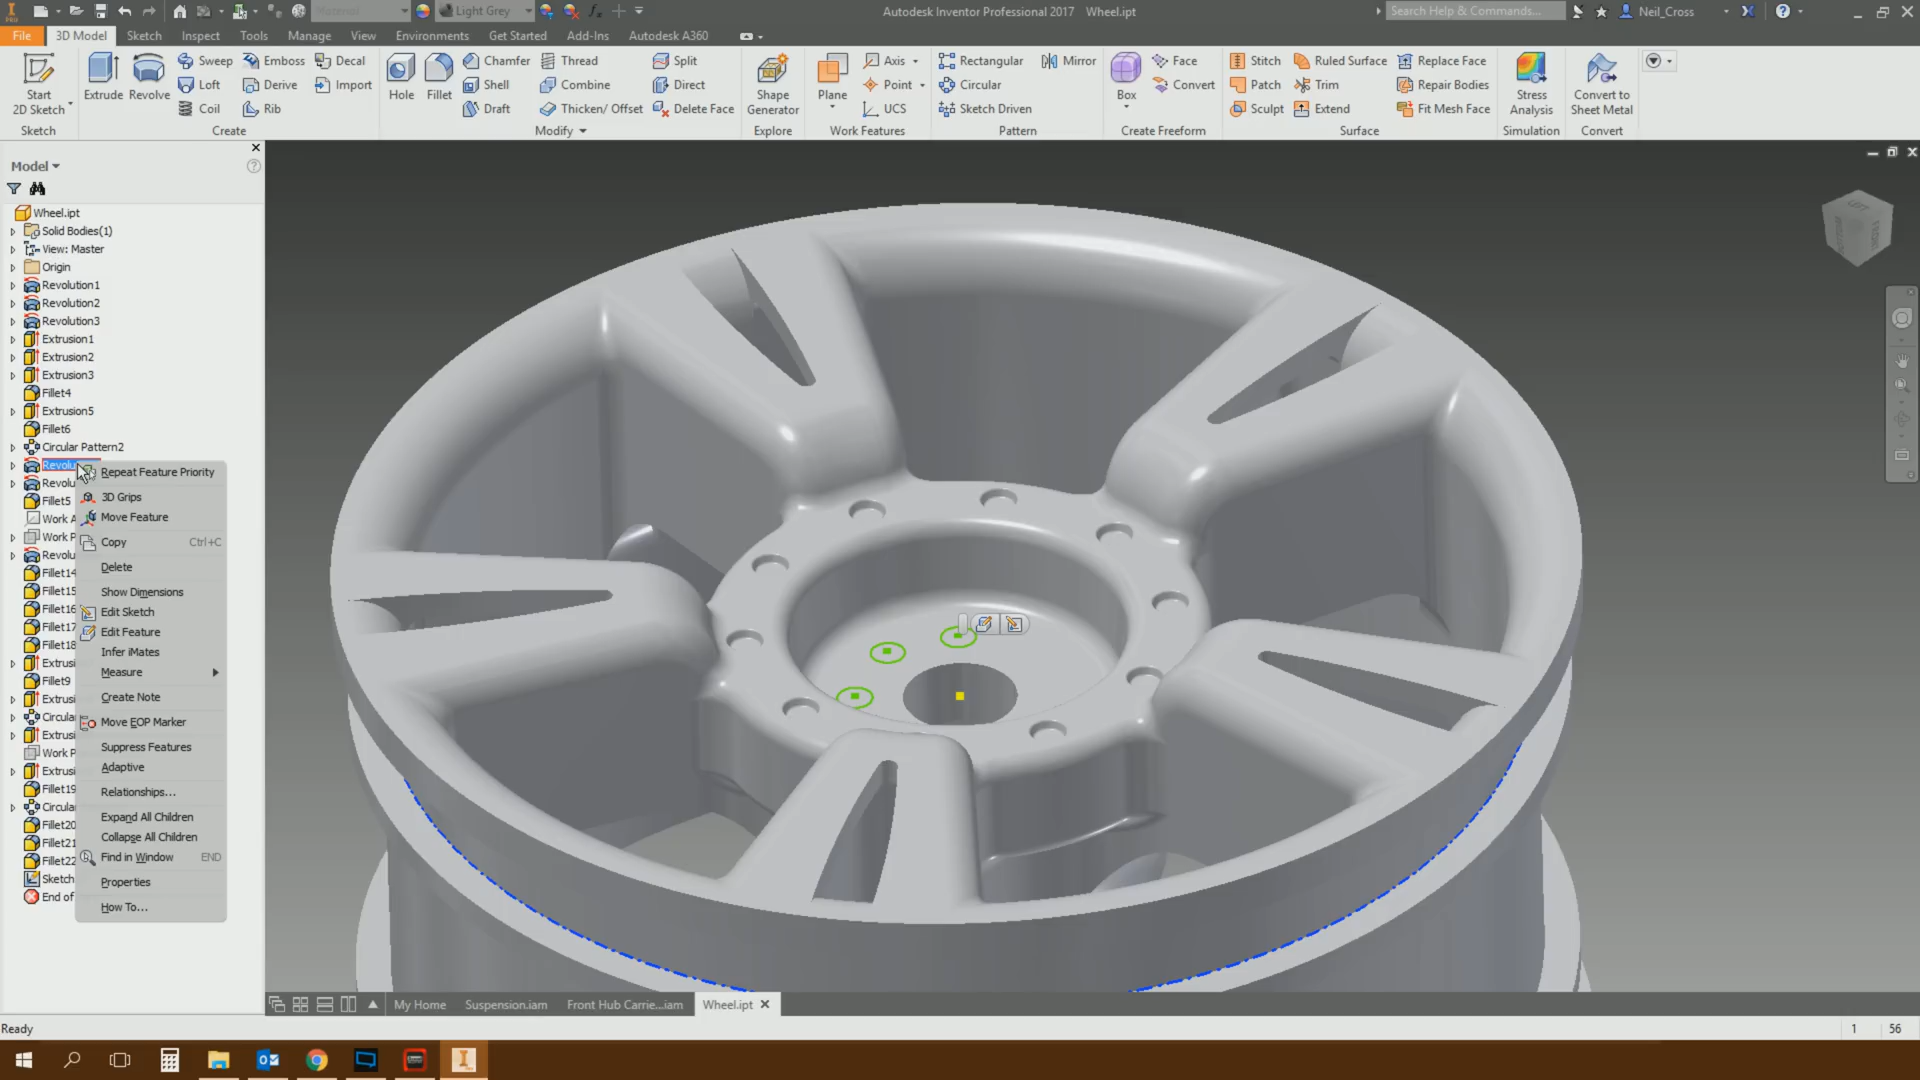 Material
Light Grey
Autodesk Inventor Professional 2017 Wheel.ipt
Search Help & Commands...
Neil_Cross
PRO
File 3D Model Sketch Inspect Tools Manage View Environments Get Started Add-Ins Autodesk A360
Start 2D Sketch
Extrude
Revolve
Sweep
Loft
Coil
Emboss
Derive
Rib
Decal
Import
Hole
Fillet
Chamfer
Shell
Draft
Thread
Combine
Thicken/ Offset
Split
Direct
Delete Face
Shape Generator
Plane
Axis
Point
UCS
Rectangular
Circular
Sketch Driven
Mirror
Box
Face
Convert
Stitch
Patch
Sculpt
Ruled Surface
Trim
Extend
Replace Face
Repair Bodies
Fit Mesh Face
Stress Analysis
Convert to Sheet Metal
Sketch Create Modify Explore Work Features Pattern Create Freeform Surface Simulation Convert
Model
Wheel.ipt
Solid Bodies(1)
View: Master
Origin
Revolution1
Revolution2
Revolution3
Extrusion1
Extrusion2
Extrusion3
Fillet4
Extrusion5
Fillet6
Circular Pattern2
Revolu
Revolu
Fillet5
Work A
Work P
Revolu
Fillet14
Fillet15
Fillet16
Fillet17
Fillet18
Extrusi
Fillet9
Extrusi
Circula
Extrusi
Work P
Extrusi
Fillet19
Circula
Fillet20
Fillet21
Fillet22
Sketch
End of
Repeat Feature Priority
3D Grips
Move Feature
Copy Ctrl+C
Delete
Show Dimensions
Edit Sketch
Edit Feature
Infer iMates
Measure
Create Note
Move EOP Marker
Suppress Features
Adaptive
Relationships...
Expand All Children
Collapse All Children
Find in Window END
Properties
How To...
My Home Suspension.iam Front Hub Carrie...iam Wheel.ipt
Ready
1 56